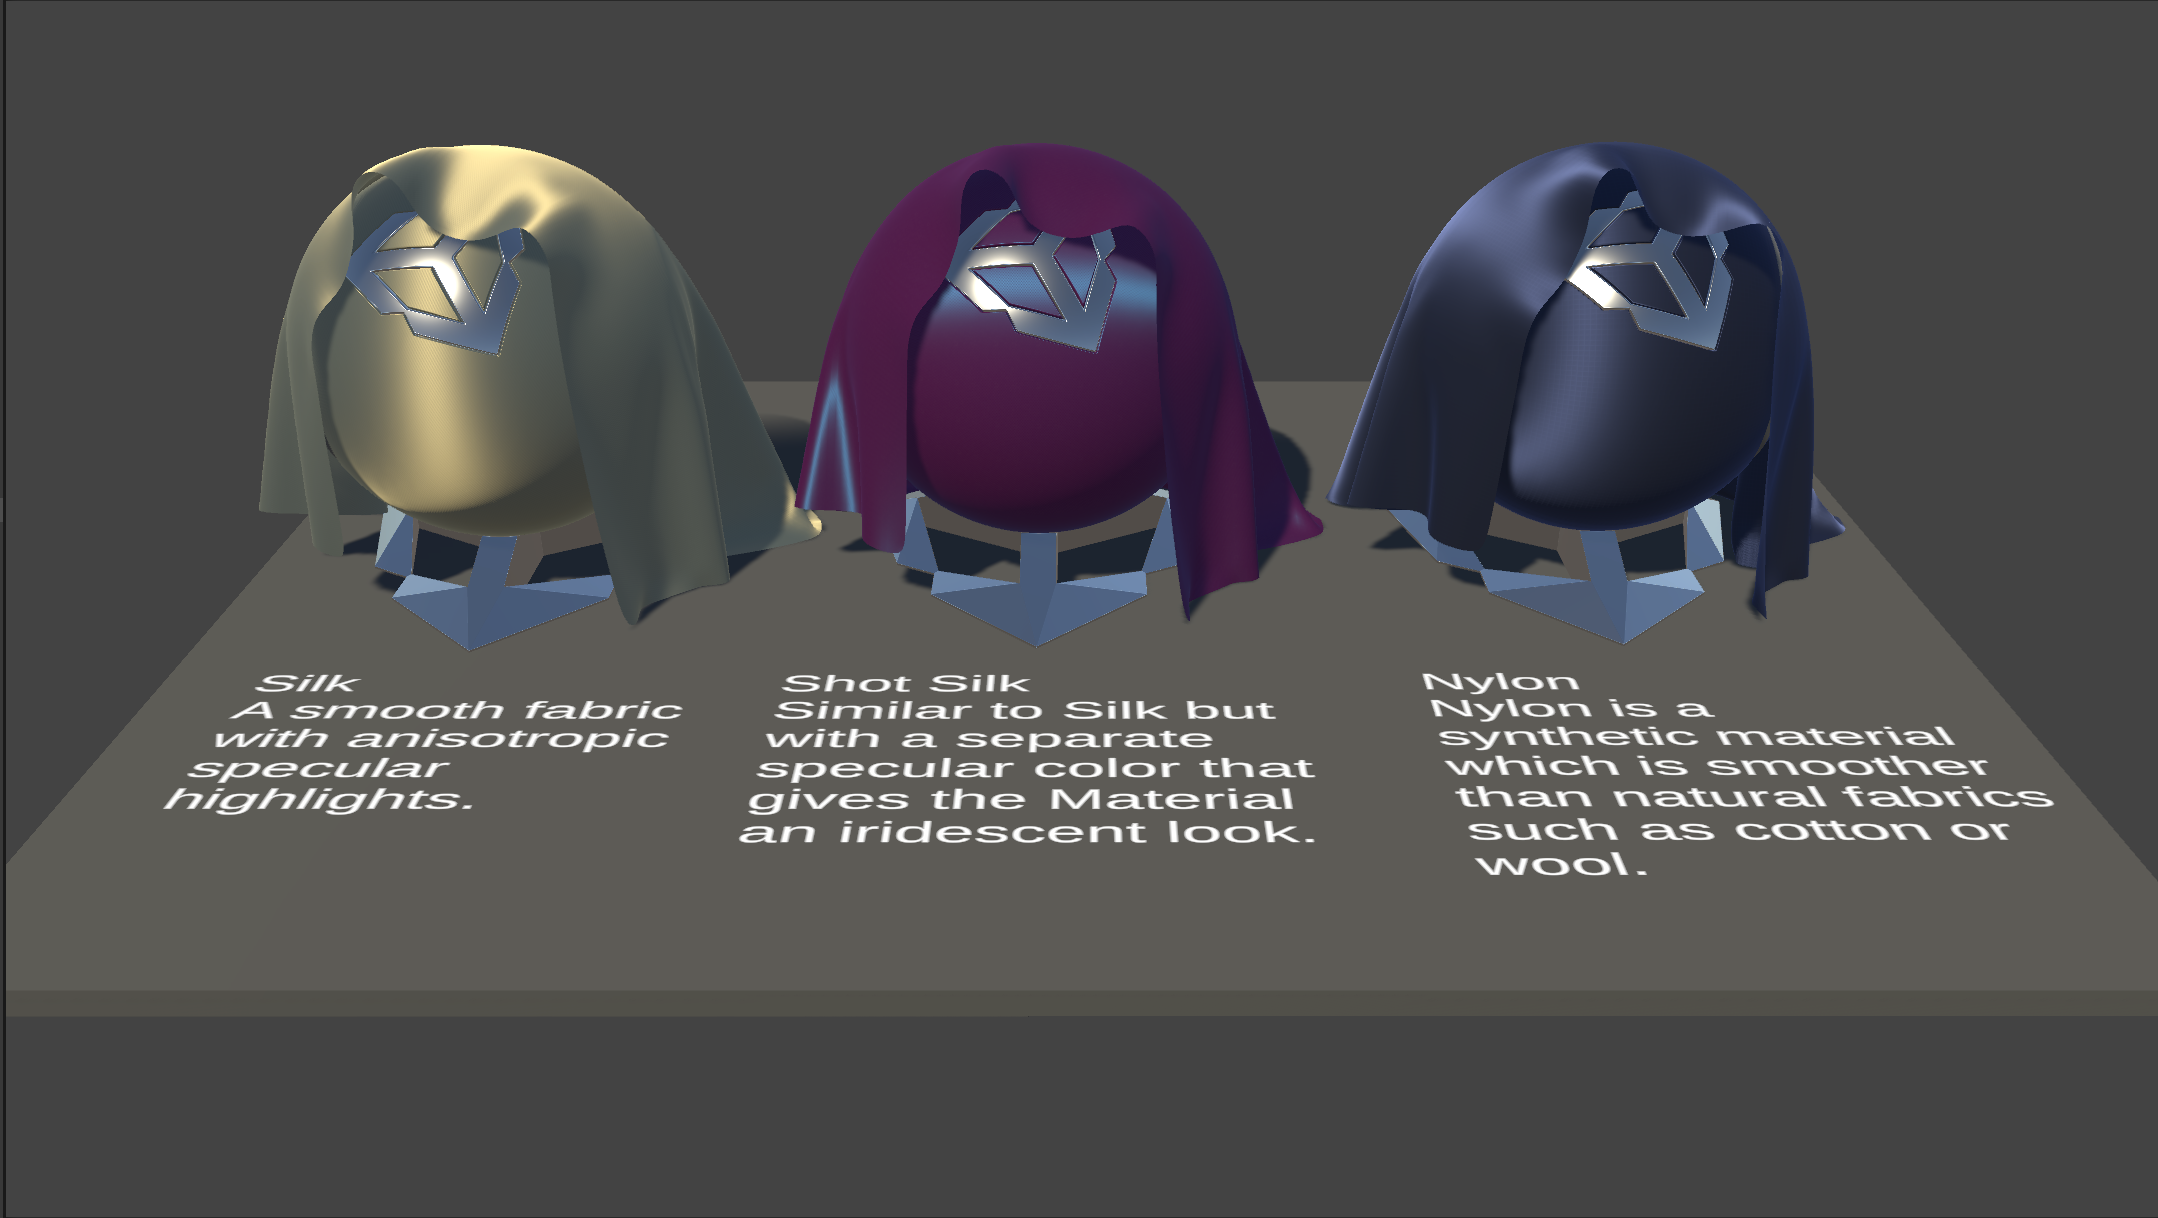 Silk
A smooth fabric
with anisotropic
specular
highlights.
Shot Silk
Similar to Silk but
with a separate
specular color that
gives the Material
an iridescent look.
Nylon
Nylon is a
synthetic material
which is smoother
than natural fabrics
such as cotton or
wool.